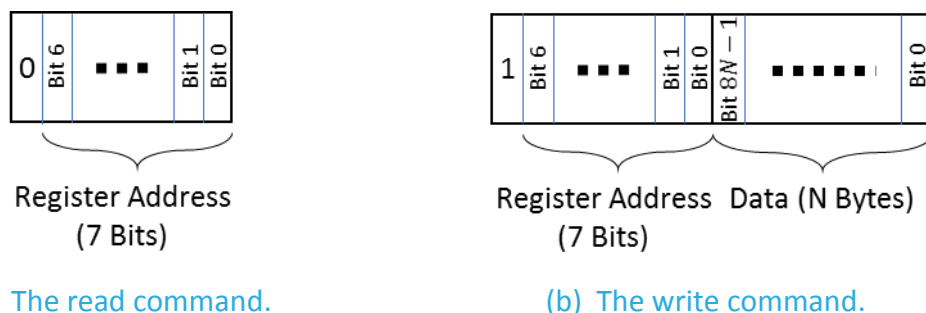 0 Bit 6 Bit 1 Bit 0
Register Address
(7 Bits)
The read command.
1 Bit 6 Bit 1 Bit 0 Bit 8N − 1 Bit 0
Register Address Data (N Bytes)
(7 Bits)
(b) The write command.